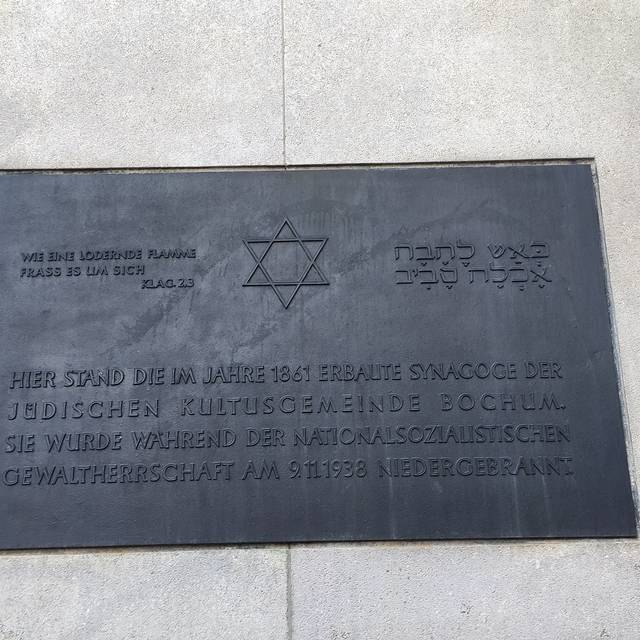 WIE EINE LODERNDE FLAMME
FRASS ES UM SICH
KLAG. 2.3
כְּאֵשׁ לֶהָבָה
אָכְלָה סָבִיב
HIER STAND DIE IM JAHRE 1861 ERBAUTE SYNAGOGE DER
JÜDISCHEN KULTUSGEMEINDE BOCHUM.
SIE WURDE WÄHREND DER NATIONALSOZIALISTISCHEN
GEWALTHERRSCHAFT AM 9.11.1938 NIEDERGEBRANNT.